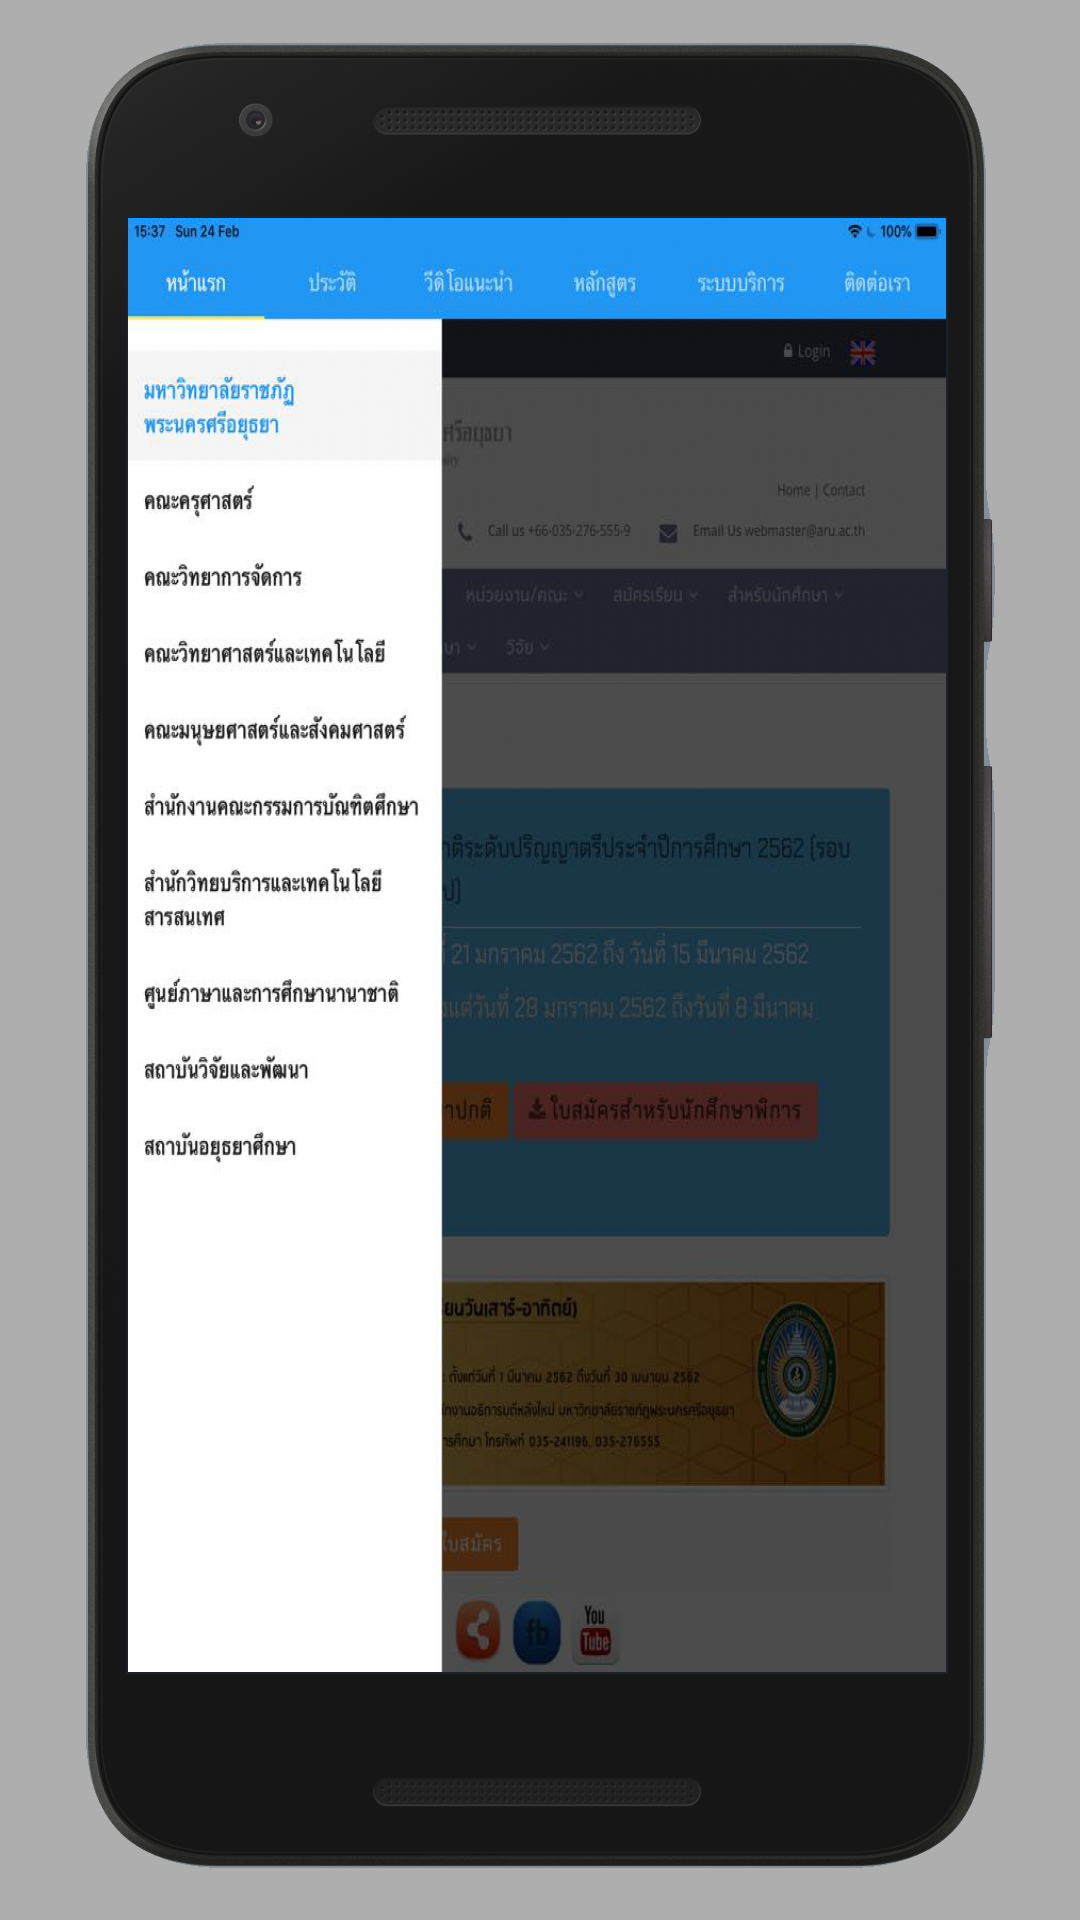 15:37 Sun 24 Feb 100%
หน้าแรก ประวัติ วีดิโอแนะนำ หลักสูตร ระบบบริการ ติดต่อเรา
Login
มหาวิทยาลัยราชภัฏ
พระนครศรีอยุธยา
ศรีอยุธยา
Home | Contact
คณะครุศาสตร์
Call us +66-035-276-555-9 Email Us webmaster@aru.ac.th
คณะวิทยาการจัดการ
หน่วยงาน/คณะ สมัครเรียน สำหรับนักศึกษา
วิจัย
คณะวิทยาศาสตร์และเทคโนโลยี
คณะมนุษยศาสตร์และสังคมศาสตร์
สำนักงานคณะกรรมการบัณฑิตศึกษา
สำนักวิทยบริการและเทคโนโลยี
สารสนเทศ
ศูนย์ภาษาและการศึกษานานาชาติ
สถาบันวิจัยและพัฒนา
สถาบันอยุธยาศึกษา
ระดับปริญญาตรีประจำปีการศึกษา 2562 (รอบ
21 มกราคม 2562 ถึง วันที่ 15 มีนาคม 2562
แต่วันที่ 28 มกราคม 2562 ถึงวันที่ 8 มีนาคม
ปกติ ใบสมัครสำหรับนักศึกษาพิการ
ยนวันเสาร์-อาทิตย์)
: ตั้งแต่วันที่ 1 มีนาคม 2562 ถึงวันที่ 30 เมษายน 2562
งานอธิการบดีหลังใหม่ มหาวิทยาลัยราชภัฏพระนครศรีอยุธยา
รศึกษา โทรศัพท์ 035-241196, 035-276555
ใบสมัคร
fb You
Tube